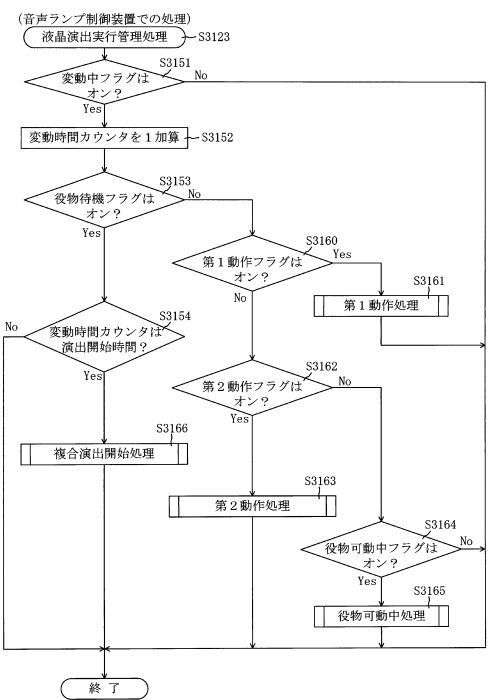 （音声ランプ制御装置での処理）
液晶演出実行管理処理
S3123
S3151
変動中フラグは
オン？
No
Yes
変動時間カウンタを１加算
S3152
S3153
役物待機フラグは
オン？
No
Yes
S3160
第１動作フラグは
オン？
Yes
No
S3161
第１動作処理
S3154
変動時間カウンタは
演出開始時間？
No
Yes
S3162
第２動作フラグは
オン？
No
Yes
S3166
複合演出開始処理
S3163
第２動作処理
S3164
役物可動中フラグは
オン？
No
Yes
S3165
役物可動中処理
終了